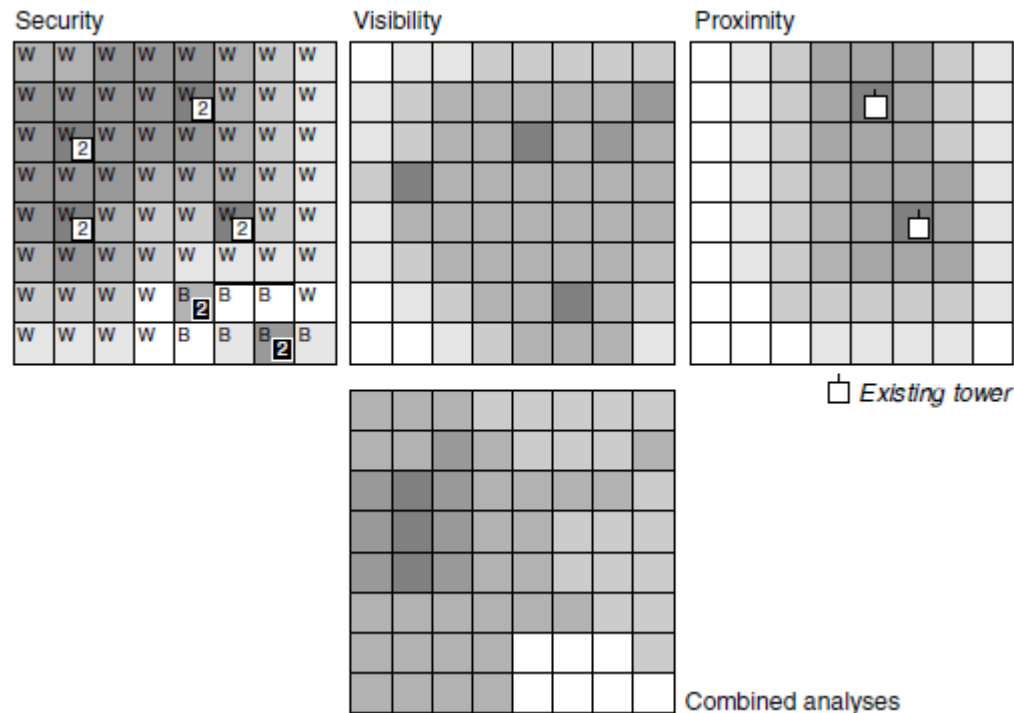 Security Visibility Proximity
W W W W W W W W
W W W W W W W W
2
W W W W W W W W
2
W W W W W W W W
W W W W W W W W
2 2
W W W W W W W W
W W W W B B B W
2
W W W W B B B B
2
Existing tower
Combined analyses